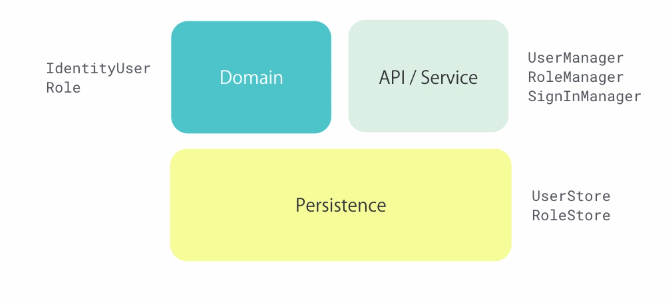 IdentityUser
Role
Domain
API / Service
UserManager
RoleManager
SignInManager
Persistence
UserStore
RoleStore